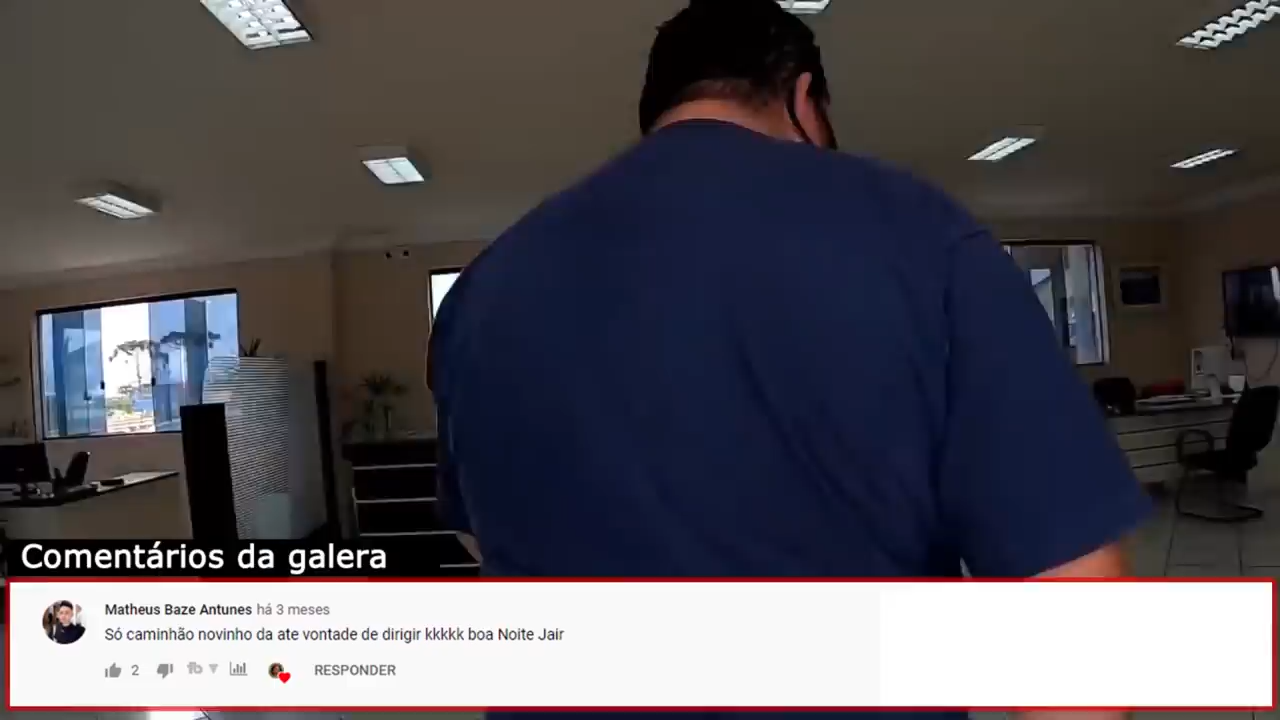 Comentários da galera
Matheus Baze Antunes há 3 meses
Só caminhão novinho da ate vontade de dirigir kkkkk boa Noite Jair
2
RESPONDER